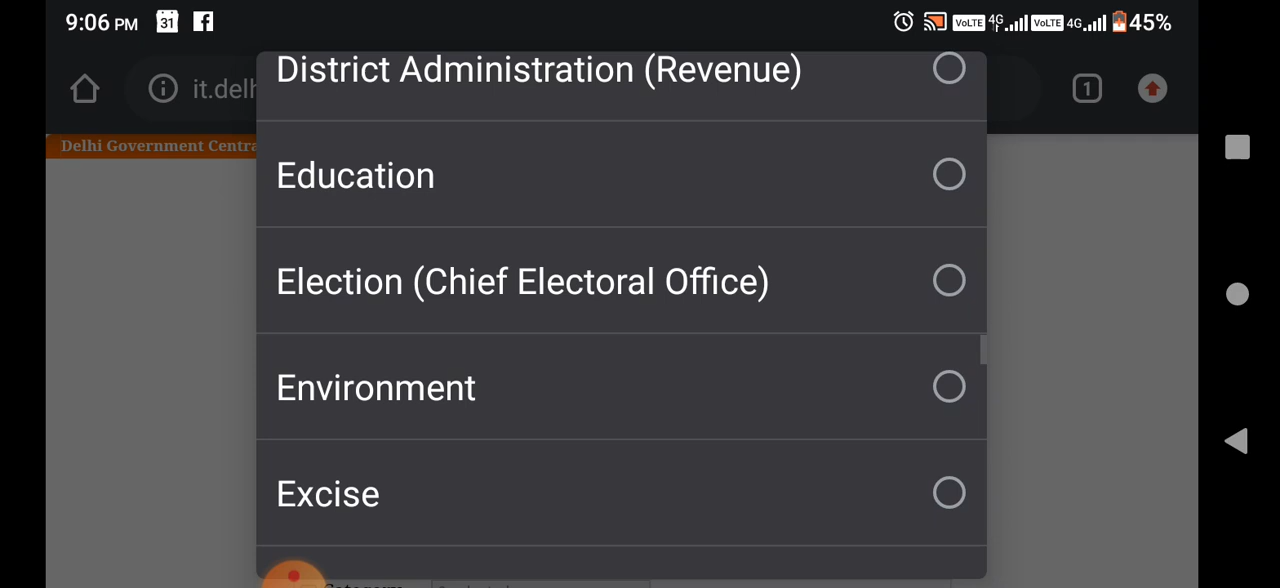 9:06 PM 31 VoLTE 4G VoLTE 4G 45%
it.delh 1
District Administration (Revenue)
Delhi Government Centra
Education
Election (Chief Electoral Office)
Environment
Excise